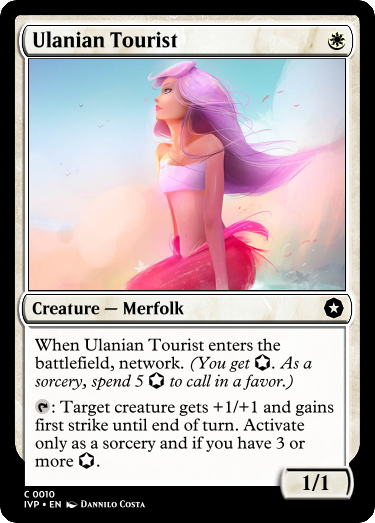 Ulanian Tourist
Creature — Merfolk
When Ulanian Tourist enters the
battlefield, network. (You get . As a
sorcery, spend 5 to call in a favor.)
: Target creature gets +1/+1 and gains
first strike until end of turn. Activate
only as a sorcery and if you have 3 or
more .
1/1
C 0010
IVP • EN Dannilo Costa